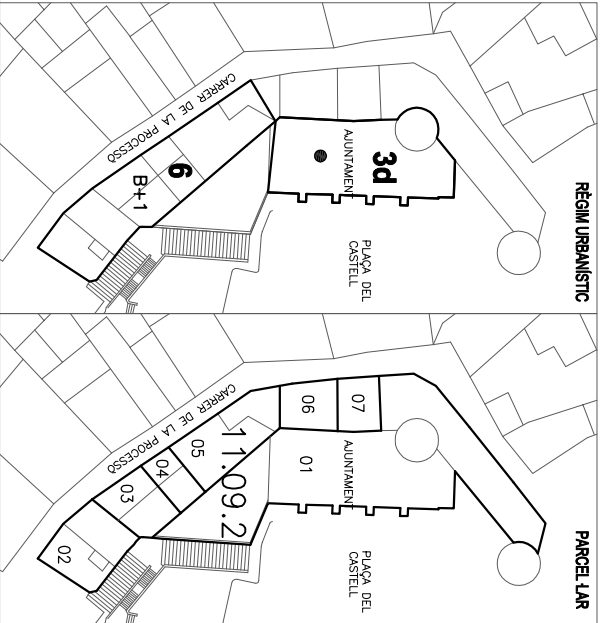 RÈGIM URBANÍSTIC
3d
AJUNTAMENT
PLAÇA DEL
CASTELL
CARRER DE LA PROCESSÓ
6
B+1
PARCEL·LAR
07
06
01
AJUNTAMENT
PLAÇA DEL
CASTELL
CARRER DE LA PROCESSÓ
11.09.2
05
04
03
02